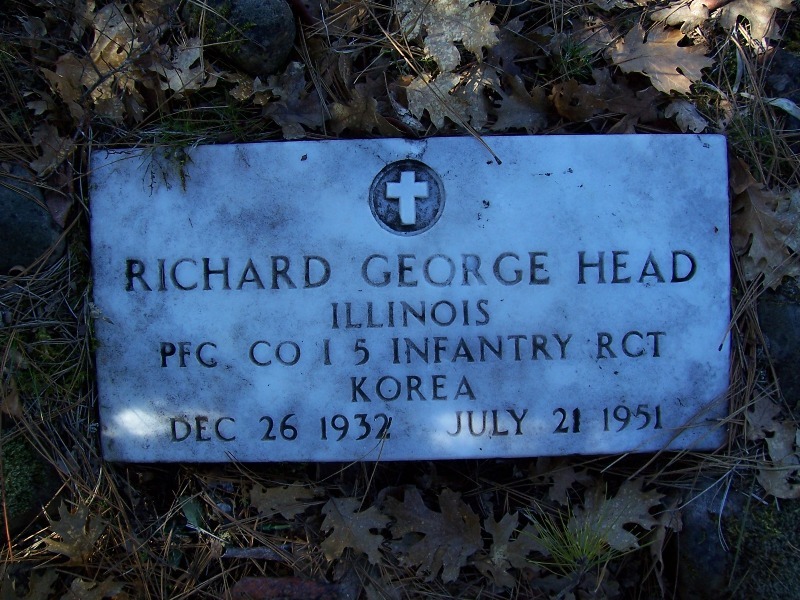 RICHARD GEORGE HEAD
ILLINOIS
PFC CO I 5 INFANTRY RCT
KOREA
DEC 26 1932 JULY 21 1951